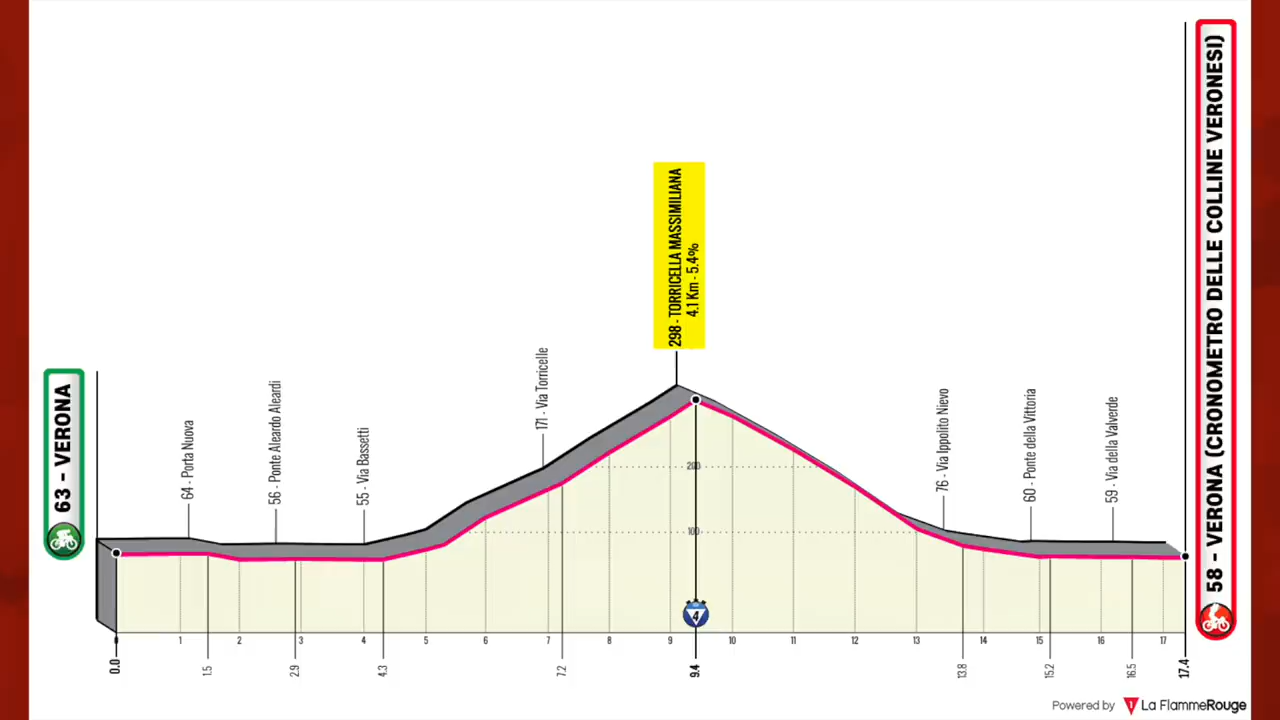 63 - VERONA
64 - Porta Nuova
56 - Ponte Aleardo Aleardi
55 - Via Bassetti
171 - Via Torricelle
298 - TORRICELLA MASSIMILIANA
4.1 Km - 5.4%
76 - Via Ippolito Nievo
60 - Ponte della Vittoria
59 - Via della Valverde
58 - VERONA (CRONOMETRO DELLE COLLINE VERONESI)
200
100
4
0 1 2 3 4 5 6 7 8 9 10 11 12 13 14 15 16 17
0.0 1.5 2.9 4.3 7.2 9.4 13.8 15.2 16.5 17.4
Powered by 1 La FlammeRouge